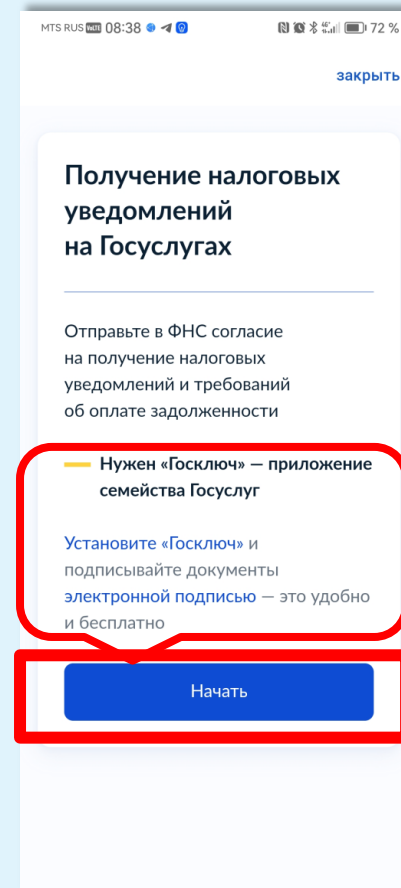 MTS RUS VoLTE 08:38 72 %
закрыть
Получение налоговых
уведомлений
на Госуслугах
Отправьте в ФНС согласие
на получение налоговых
уведомлений и требований
об оплате задолженности
Нужен «Госключ» — приложение
семейства Госуслуг
Установите «Госключ» и
подписывайте документы
электронной подписью — это удобно
и бесплатно
Начать